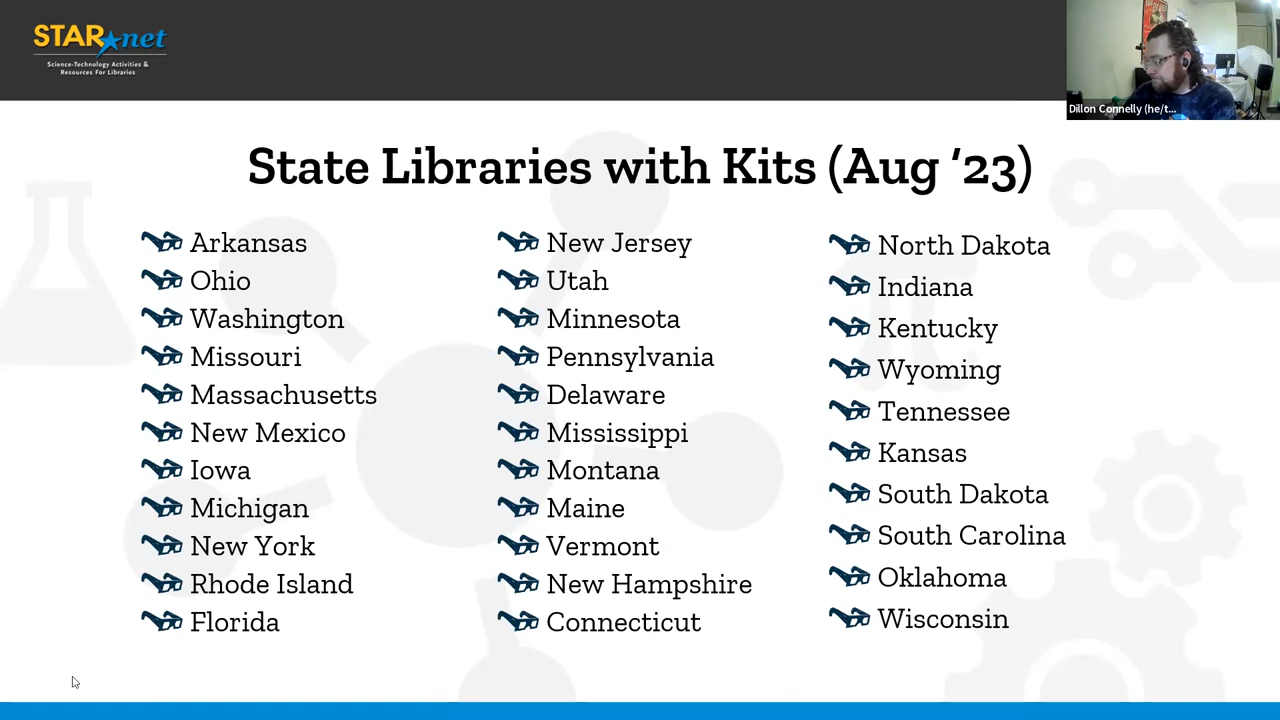 STAR net
Science-Technology Activities &
Resources For Libraries
Dillon Connelly (he/t...
State Libraries with Kits (Aug ’23)
Arkansas
Ohio
Washington
Missouri
Massachusetts
New Mexico
Iowa
Michigan
New York
Rhode Island
Florida
New Jersey
Utah
Minnesota
Pennsylvania
Delaware
Mississippi
Montana
Maine
Vermont
New Hampshire
Connecticut
North Dakota
Indiana
Kentucky
Wyoming
Tennessee
Kansas
South Dakota
South Carolina
Oklahoma
Wisconsin